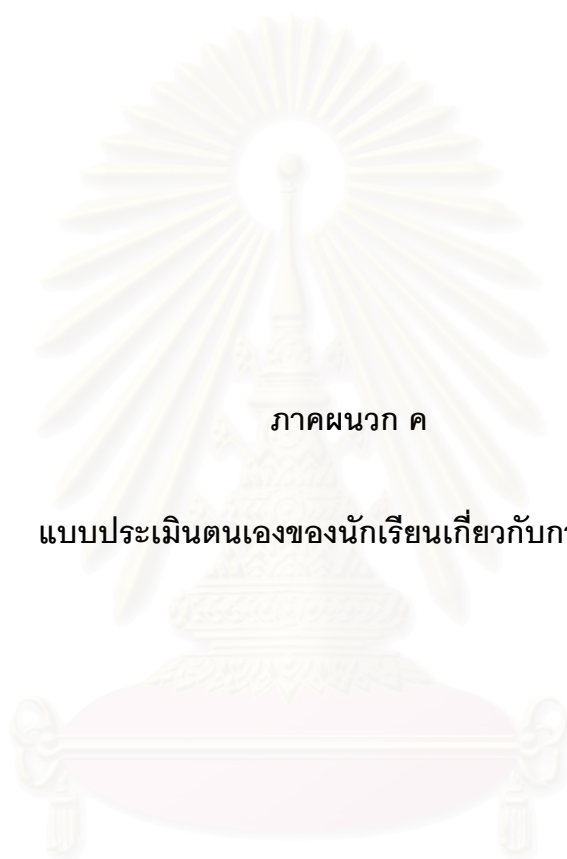 ภาคผนวก ค
แบบประเมินตนเองของนักเรียนเกี่ยวกับ